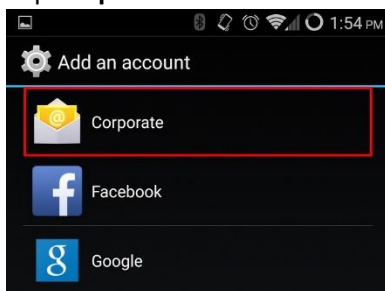 1:54 PM
Add an account
@
Corporate
f
Facebook
g
Google